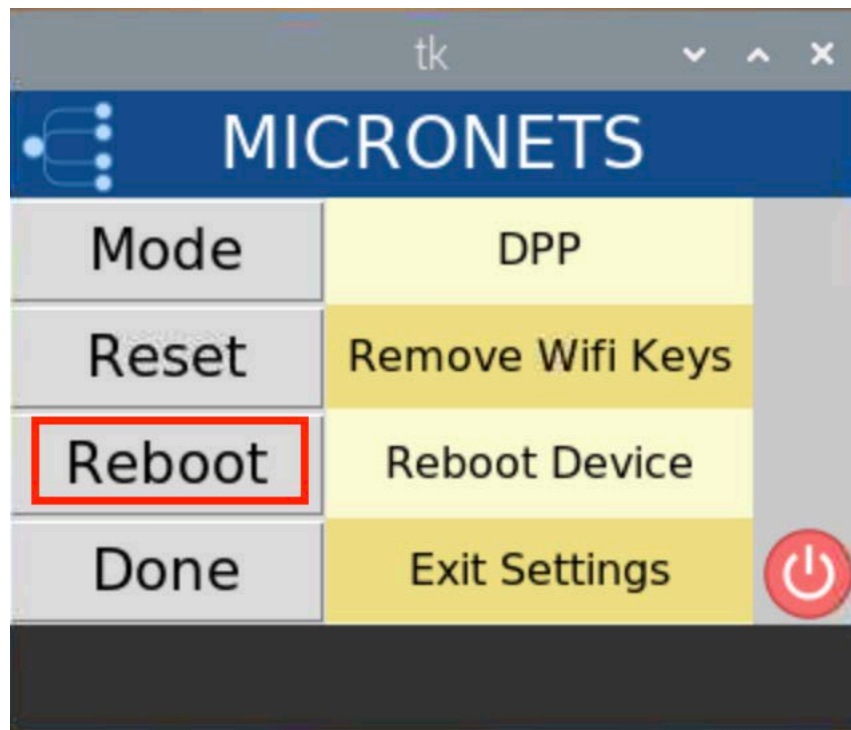 tk
MICRONETS
Mode DPP
Reset Remove Wifi Keys
Reboot Reboot Device
Done Exit Settings